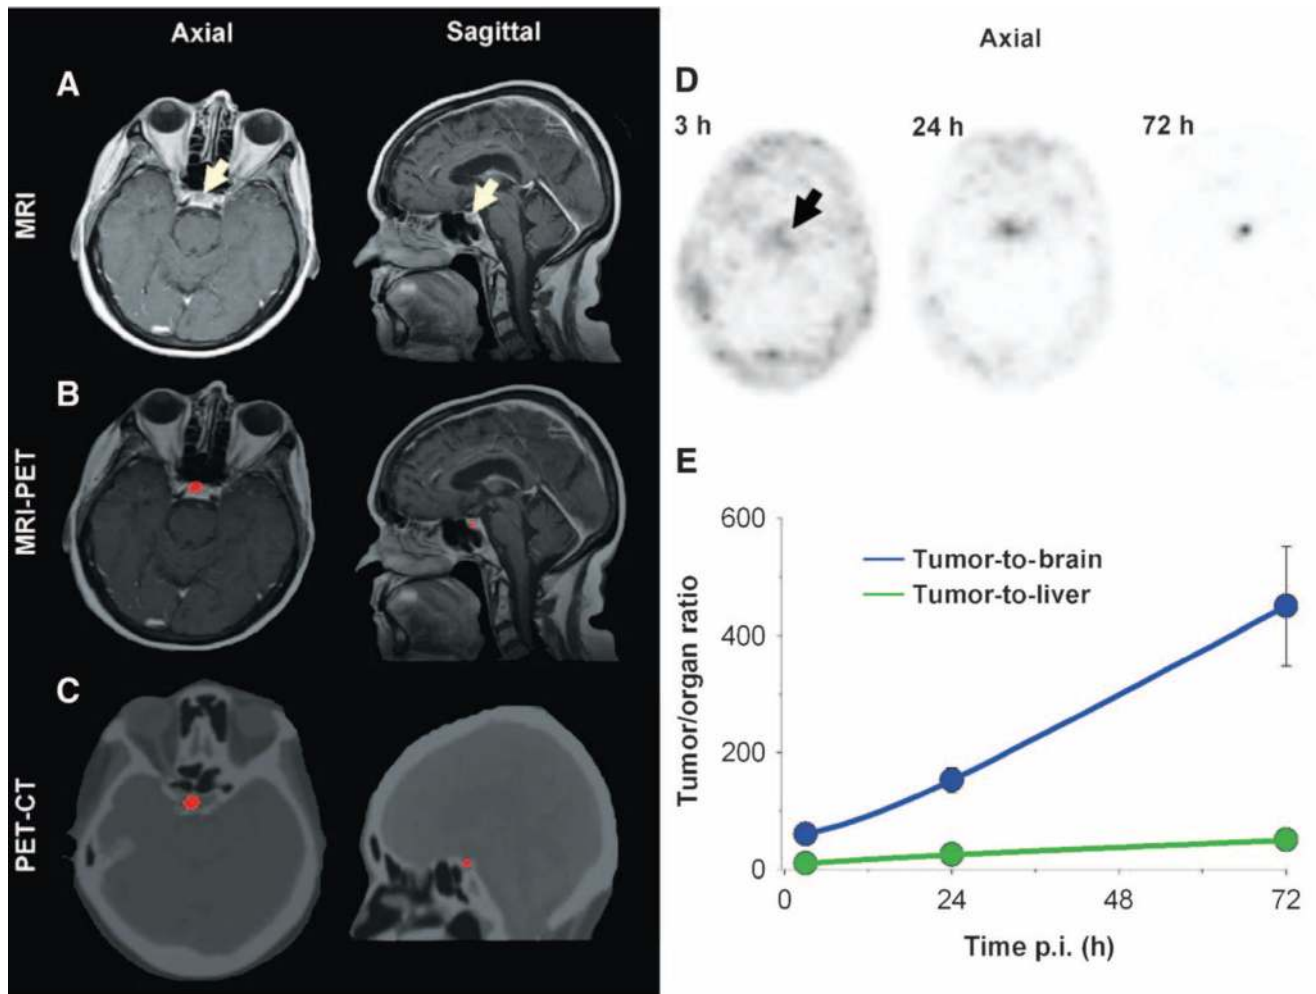 Axial
Sagittal
A
MRI
B
MRI-PET
C
PET-CT
Axial
D
3 h
24 h
72 h
E
600
400
200
0
Tumor/organ ratio
Tumor-to-brain
Tumor-to-liver
0
24
48
72
Time p.i. (h)